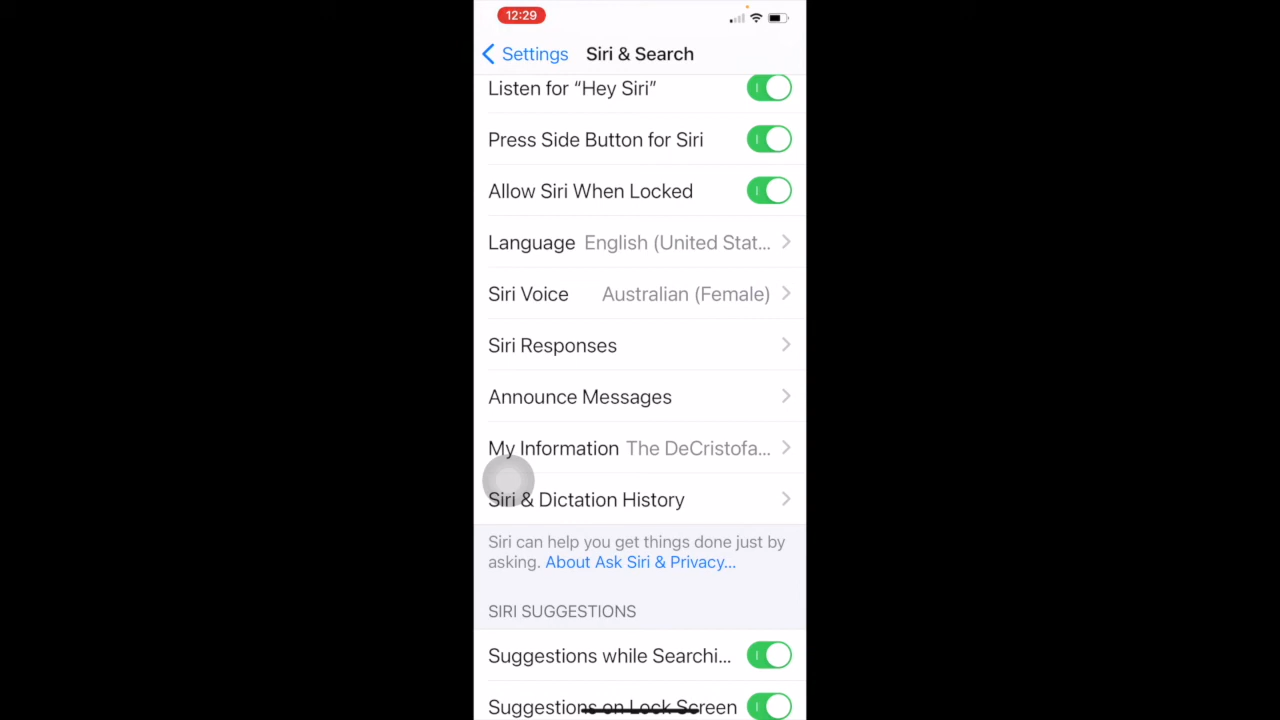 12:29
Settings Siri & Search
Listen for “Hey Siri”
Press Side Button for Siri
Allow Siri When Locked
Language English (United Stat...
Siri Voice Australian (Female)
Siri Responses
Announce Messages
My Information The DeCristofa...
Siri & Dictation History
Siri can help you get things done just by
asking. About Ask Siri & Privacy...
SIRI SUGGESTIONS
Suggestions while Searchi...
Suggestions on Lock Screen